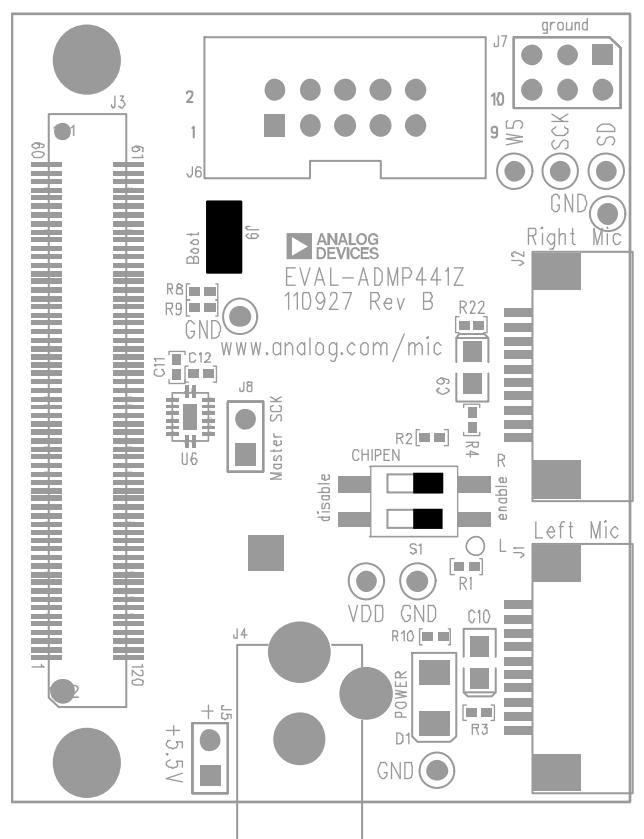 ground
J7
J3
2
10
1
9
J6
WS
SCK
SD
60
61
GND
Boot
J9
ANALOG
DEVICES
Right Mic
J2
EVAL-ADMP441Z
110927 Rev B
R8
R9
GND
R22
www.analog.com/mic
C11
C12
J8
C9
Master SCK
R2
R4
U6
CHIPEN
R
disable
enable
S1
L
Left Mic
J1
R1
VDD
GND
C10
J4
R10
1
120
POWER
J5
+
+5.5V
D1
R3
GND